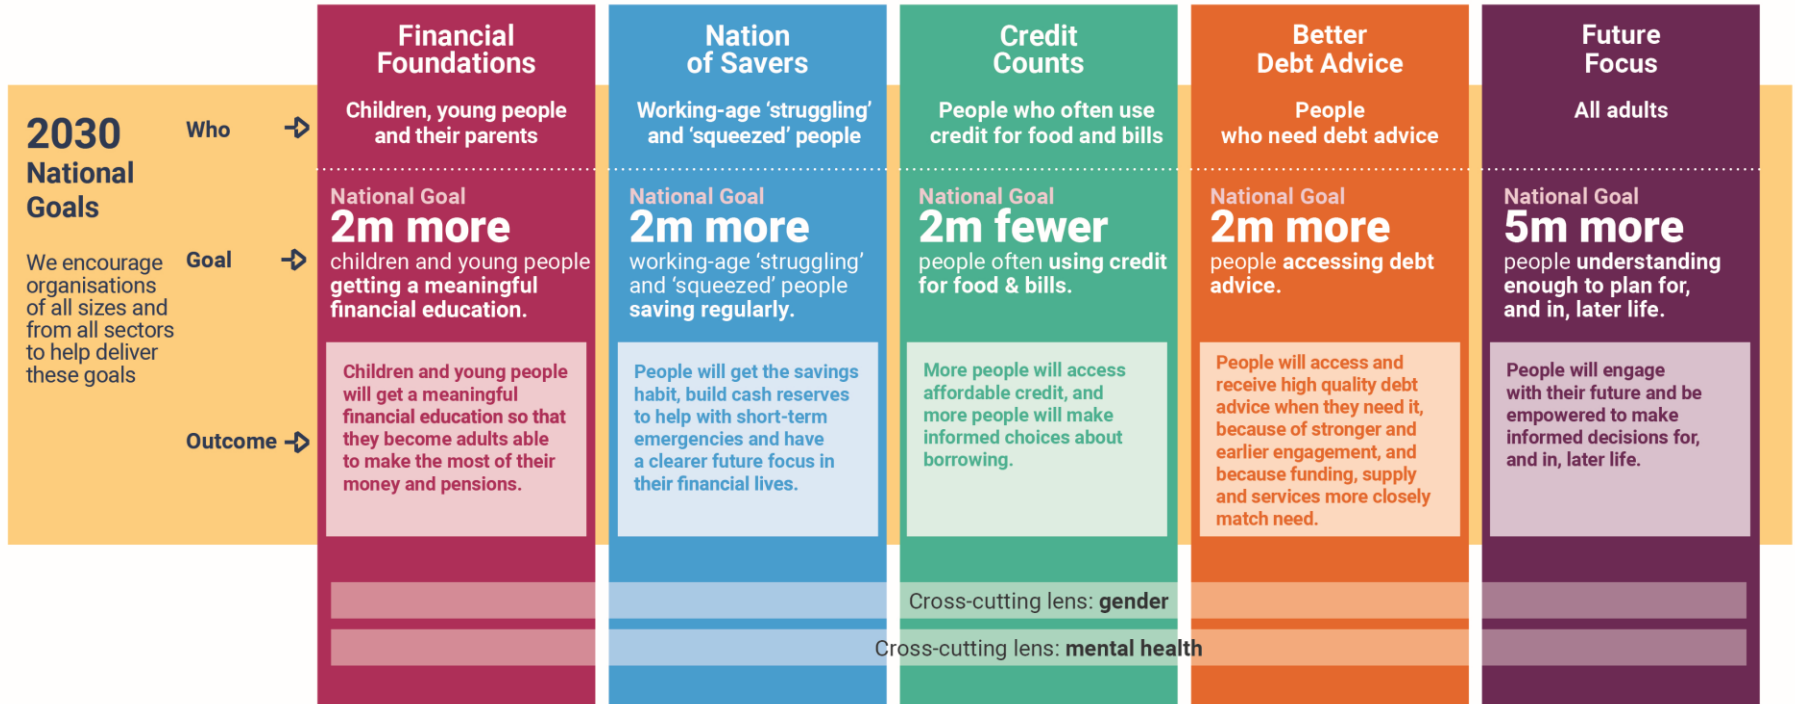 2030
National
Goals
We encourage
organisations
of all sizes and
from all sectors
to help deliver
these goals
Who
Goal
Outcome
Financial
Foundations
Children, young people
and their parents
National Goal
2m more
children and young people
getting a meaningful
financial education.
Children and young people
will get a meaningful
financial education so that
they become adults able
to make the most of their
money and pensions.
Nation
of Savers
Working-age ‘struggling’
and ‘squeezed’ people
National Goal
2m more
working-age ‘struggling’
and ‘squeezed’ people
saving regularly.
People will get the savings
habit, build cash reserves
to help with short-term
emergencies and have
a clearer future focus in
their financial lives.
Credit
Counts
People who often use
credit for food and bills
National Goal
2m fewer
people often using credit
for food & bills.
More people will access
affordable credit, and
more people will make
informed choices about
borrowing.
Better
Debt Advice
People
who need debt advice
National Goal
2m more
people accessing debt
advice.
People will access and
receive high quality debt
advice when they need it,
because of stronger and
earlier engagement, and
because funding, supply
and services more closely
match need.
Future
Focus
All adults
National Goal
5m more
people understanding
enough to plan for,
and in, later life.
People will engage
with their future and be
empowered to make
informed decisions for,
and in, later life.
Cross-cutting lens: gender
Cross-cutting lens: mental health